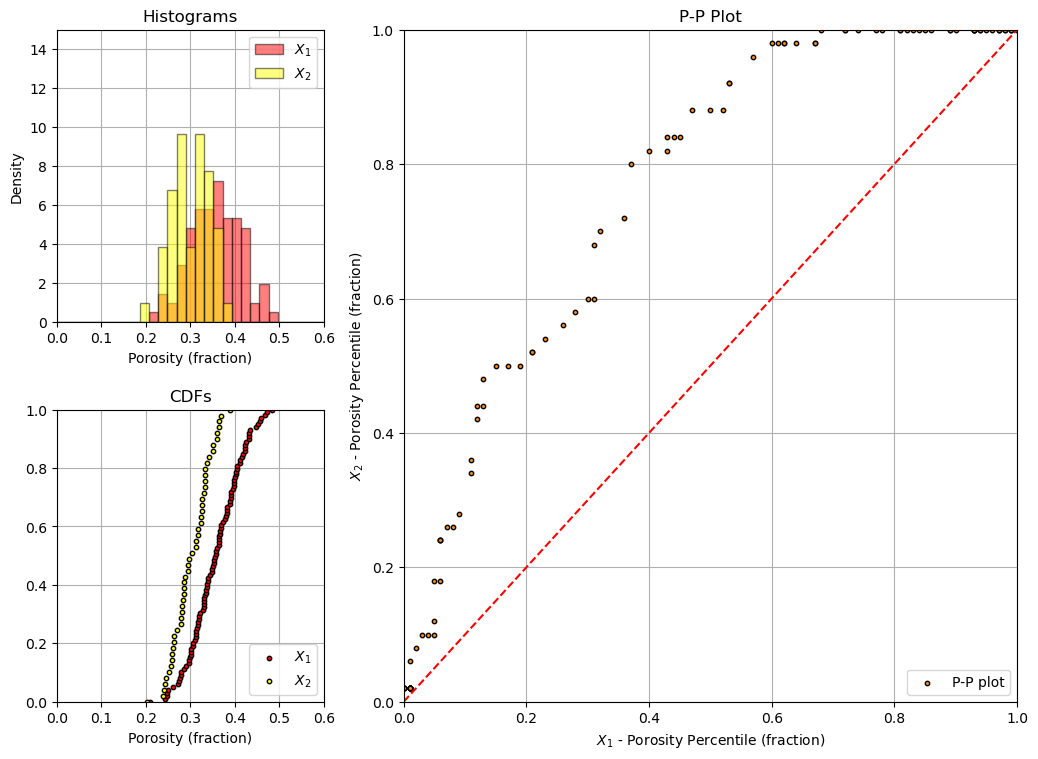 Histograms
14
12
10
8
6
4
2
0
Density
X₁
X₂
0.0 0.1 0.2 0.3 0.4 0.5 0.6
Porosity (fraction)
CDFs
1.0
0.8
0.6
0.4
0.2
0.0
X₁
X₂
0.0 0.1 0.2 0.3 0.4 0.5 0.6
Porosity (fraction)
P-P Plot
1.0
0.8
0.6
0.4
0.2
0.0
X₂ - Porosity Percentile (fraction)
P-P plot
0.0 0.2 0.4 0.6 0.8 1.0
X₁ - Porosity Percentile (fraction)